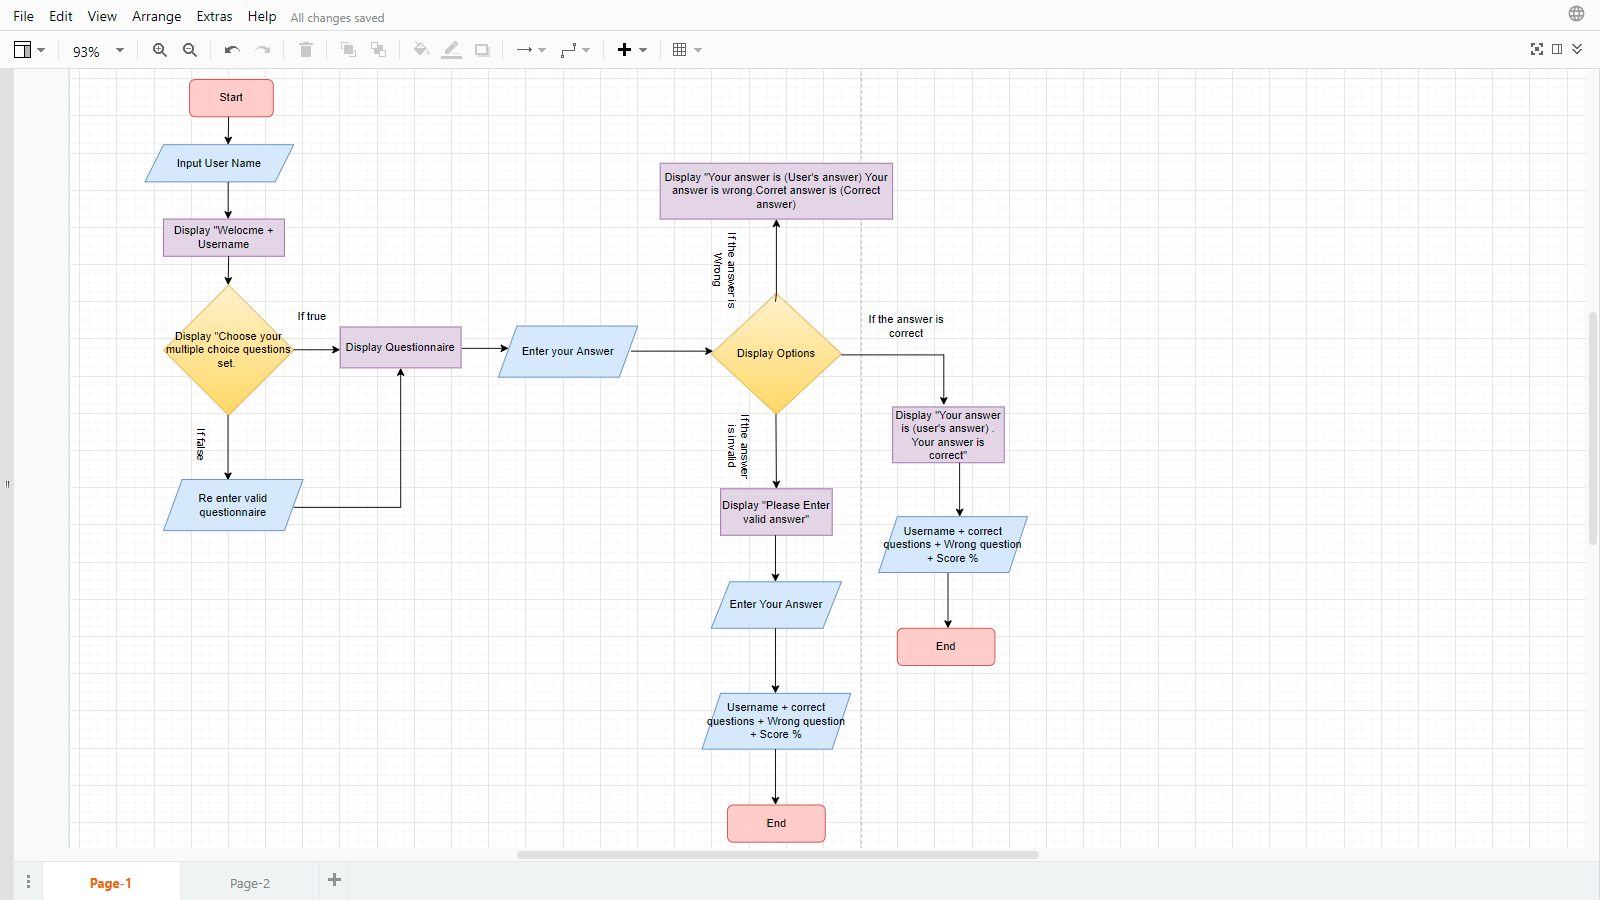 File Edit View Arrange Extras Help All changes saved
93%
Start
Input User Name
Display "Welocme +
Username
Display "Choose your
multiple choice questions
set.
If true
If false
Re enter valid
questionnaire
Display Questionnaire
Enter your Answer
Display "Your answer is (User's answer) Your
answer is wrong.Corret answer is (Correct
answer)
If the answer is
Wrong
Display Options
If the answer is
correct
If the answer
is invalid
Display "Your answer
is (user's answer) .
Your answer is
correct"
Username + correct
questions + Wrong question
+ Score %
End
Display "Please Enter
valid answer"
Enter Your Answer
Username + correct
questions + Wrong question
+ Score %
End
Page-1 Page-2